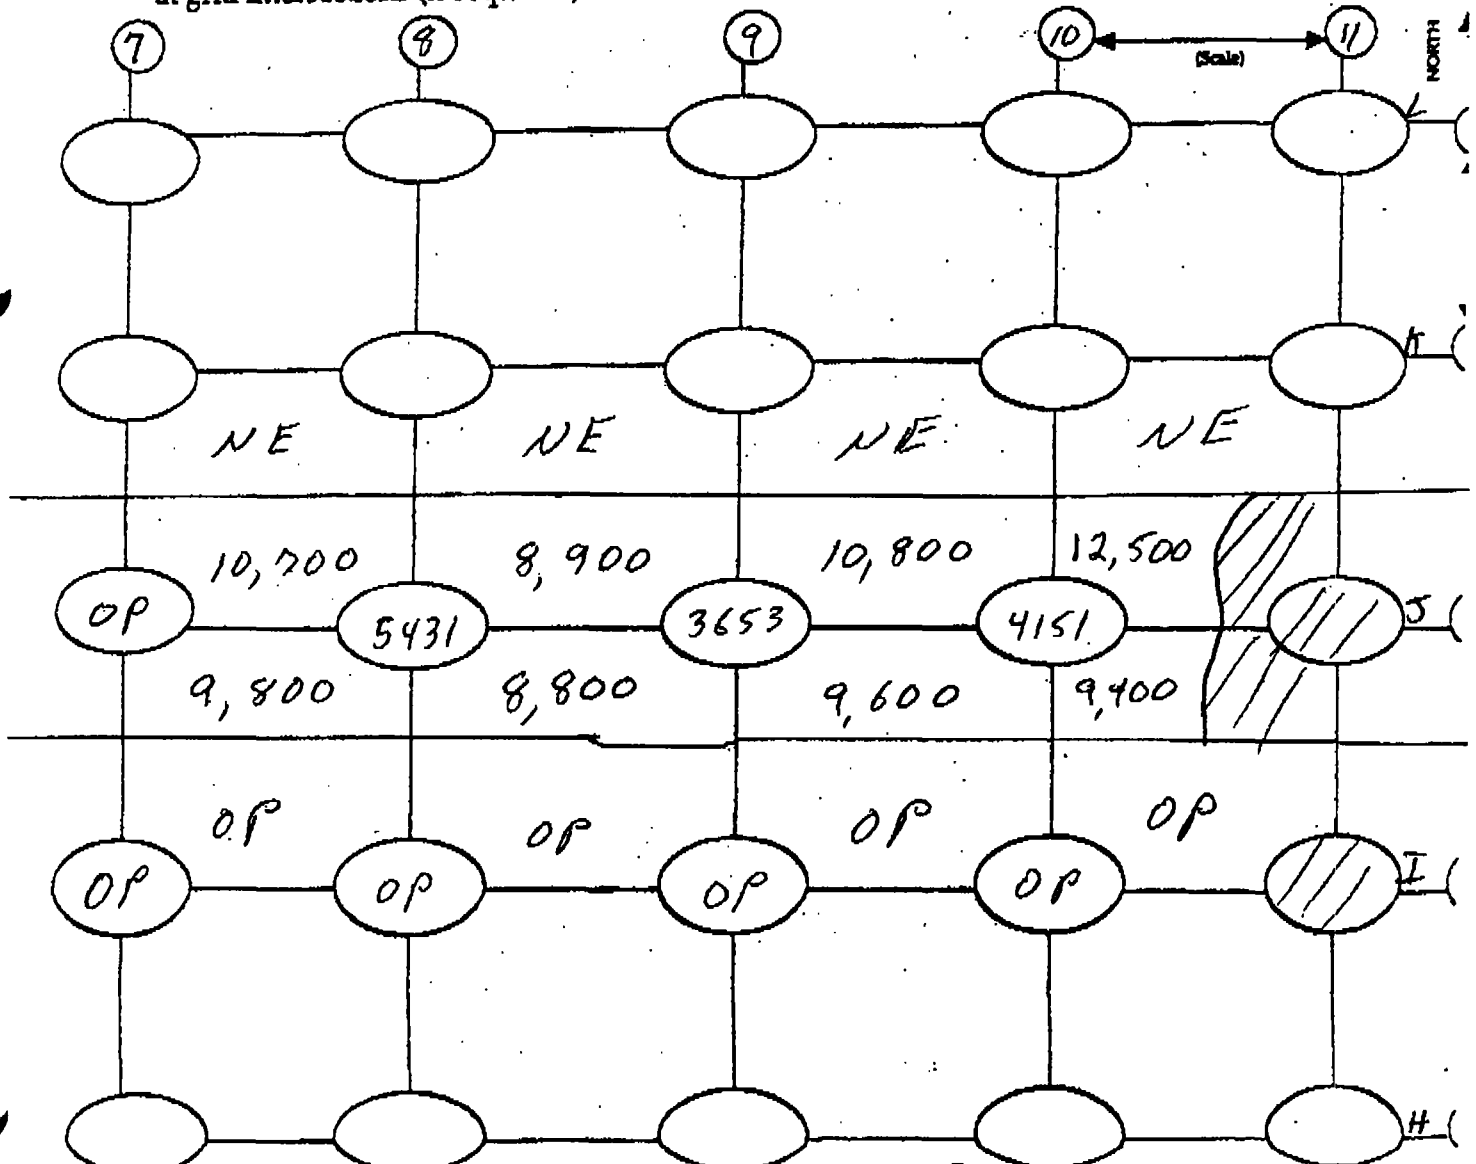 7 8 9 10 11
(Scale)
NORTH
K
NE NE NE NE
10,700 8,900 10,800 12,500
OP 5431 3653 4151 J
9,800 8,800 9,600 9,400
OP OP OP OP
OP OP OP OP I
H